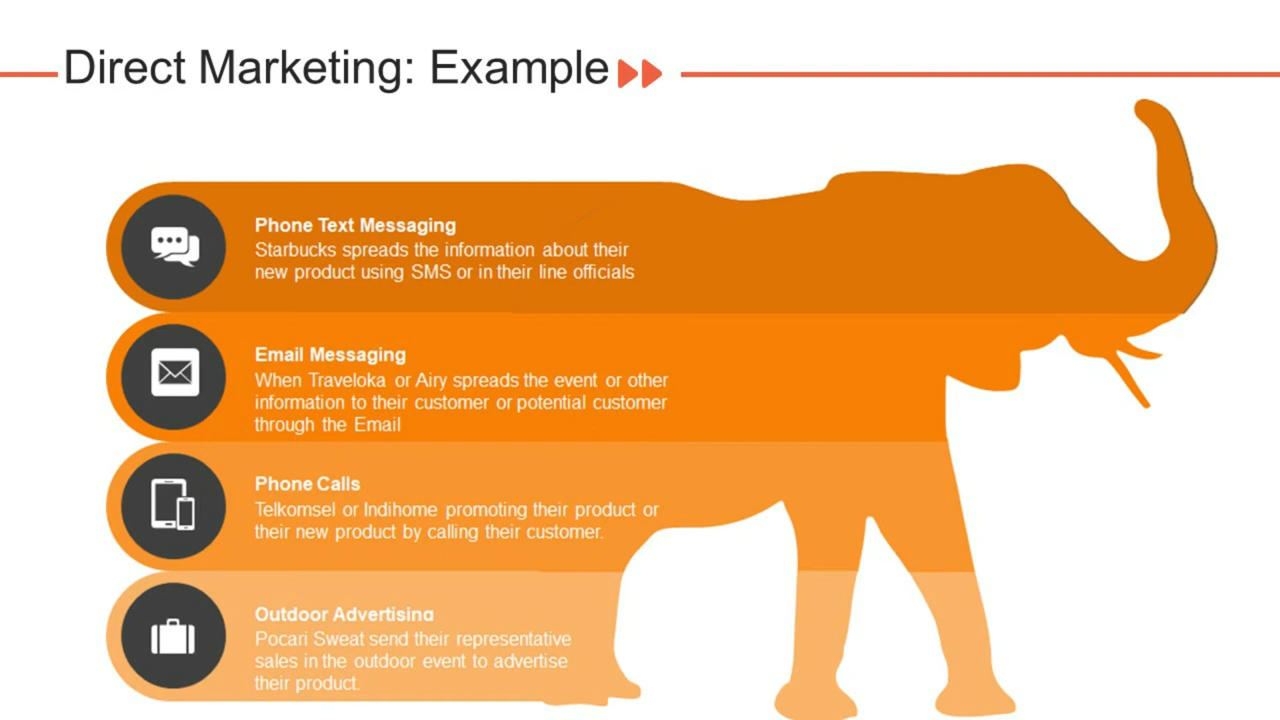 Direct Marketing: Example
Phone Text Messaging
Starbucks spreads the information about their
new product using SMS or in their line officials
Email Messaging
When Traveloka or Airy spreads the event or other
information to their customer or potential customer
through the Email
Phone Calls
Telkomsel or Indihome promoting their product or
their new product by calling their customer.
Outdoor Advertising
Pocari Sweat send their representative
sales in the outdoor event to advertise
their product.